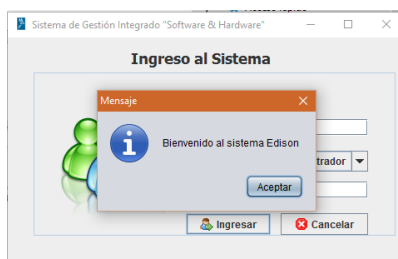 Sistema de Gestión Integrado "Software & Hardware"
Ingreso al Sistema
Mensaje
Bienvenido al sistema Edison
trador
Aceptar
Ingresar
Cancelar